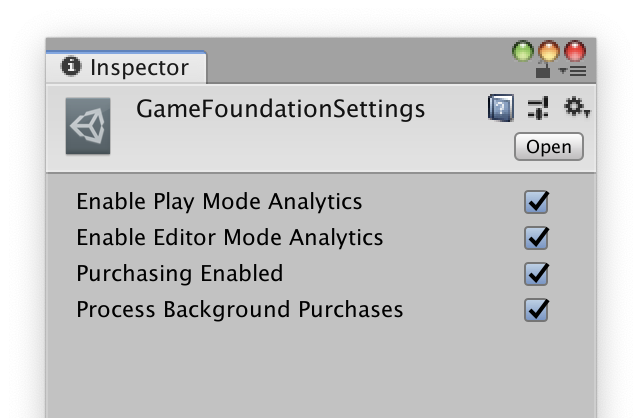 Inspector
GameFoundationSettings
Open
Enable Play Mode Analytics
Enable Editor Mode Analytics
Purchasing Enabled
Process Background Purchases